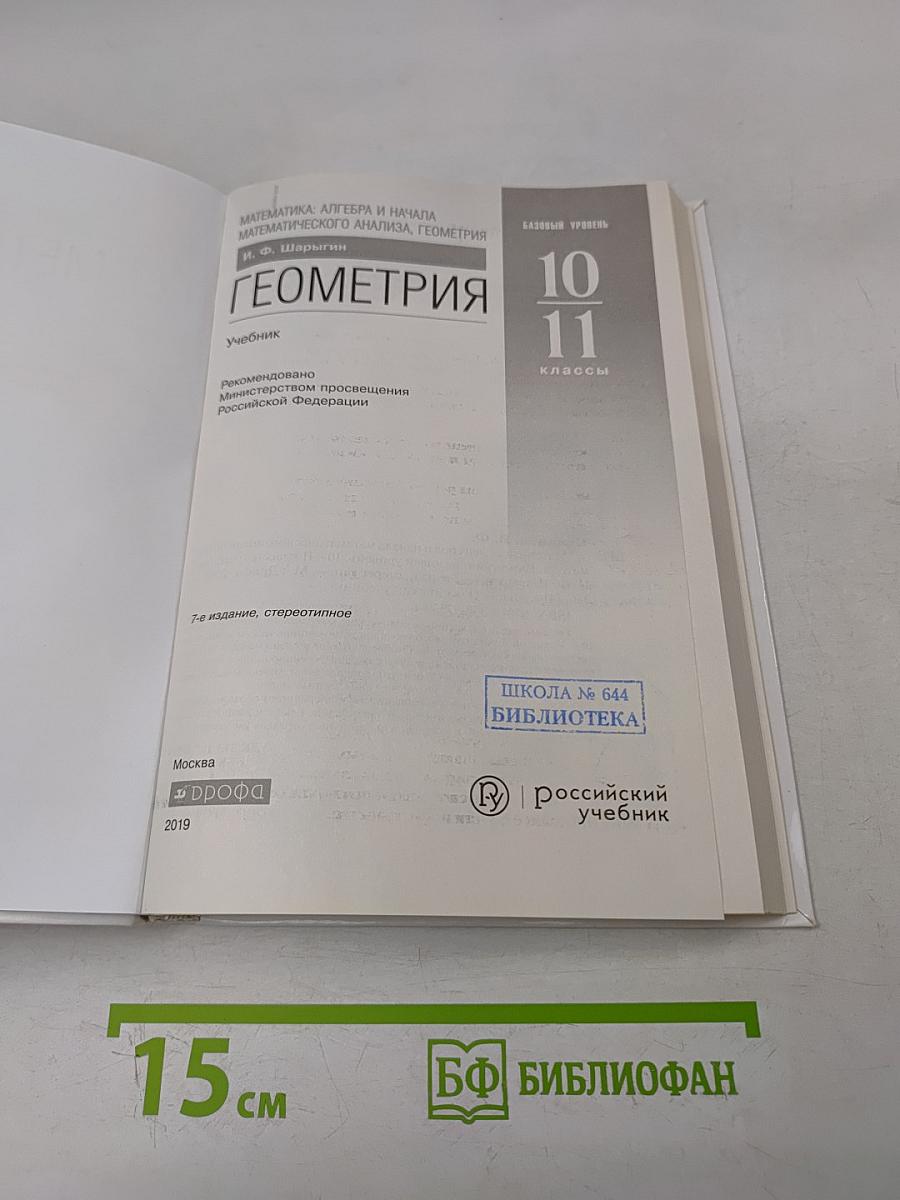 МАТЕМАТИКА: АЛГЕБРА И НАЧАЛА
МАТЕМАТИЧЕСКОГО АНАЛИЗА, ГЕОМЕТРИЯ
И. Ф. Шарыгин
ГЕОМЕТРИЯ
Учебник
Рекомендовано
Министерством просвещения
Российской Федерации
БАЗОВЫЙ УРОВЕНЬ
10
11
классы
7-е издание, стереотипное
ШКОЛА № 644
БИБЛИОТЕКА
Москва
дрофа
2019
РУ
российский
учебник
15 см
БФ БИБЛИОФАН